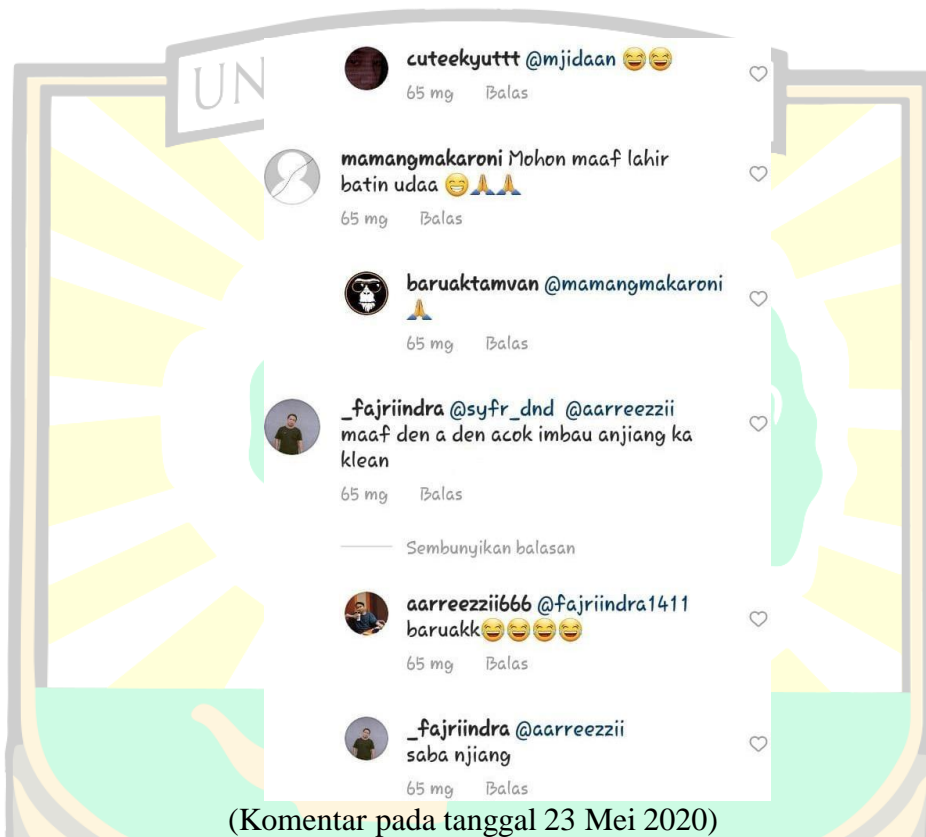 UN
cuteekyuttt @mjidaan 😄😄
65 mg Balas
mamangmakaroni Mohon maaf lahir
batin udaa 😁🙏🙏
65 mg Balas
baruaktamvan @mamangmakaroni
🙏
65 mg Balas
_fajriindra @syfr_dnd @aarreezzii
maaf den a den acok imbau anjiang ka
klean
65 mg Balas
Sembunyikan balasan
aarreezzii666 @fajriindra1411
baruakk😄😄😄😄
65 mg Balas
_fajriindra @aarreezzii
saba njiang
65 mg Balas
(Komentar pada tanggal 23 Mei 2020)